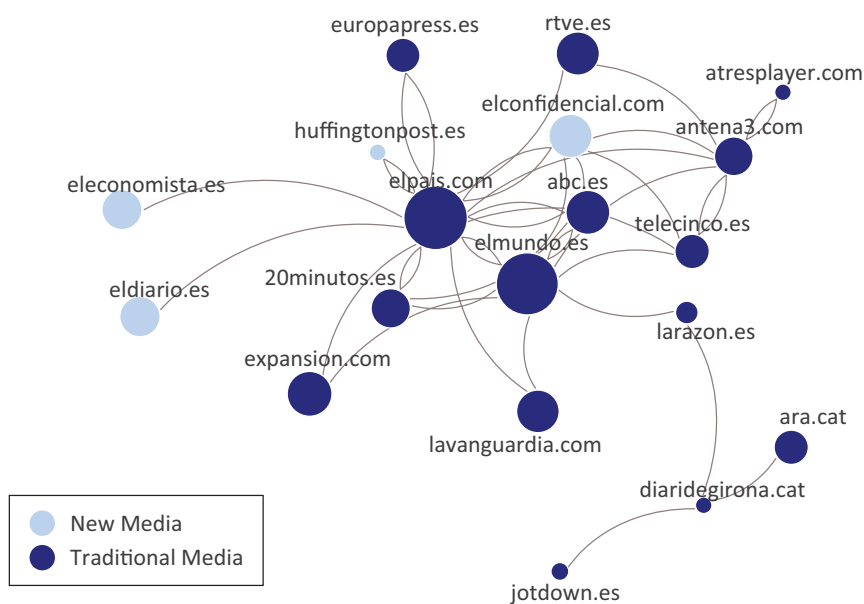 europapress.es
rtve.es
atresplayer.com
elconfidencial.com
huffingtonpost.es
antena3.com
eleconomista.es
elpais.com
abc.es
telecinco.es
elmundo.es
20minutos.es
eldiario.es
larazon.es
expansion.com
ara.cat
lavanguardia.com
diaridegirona.cat
New Media
Traditional Media
jotdown.es